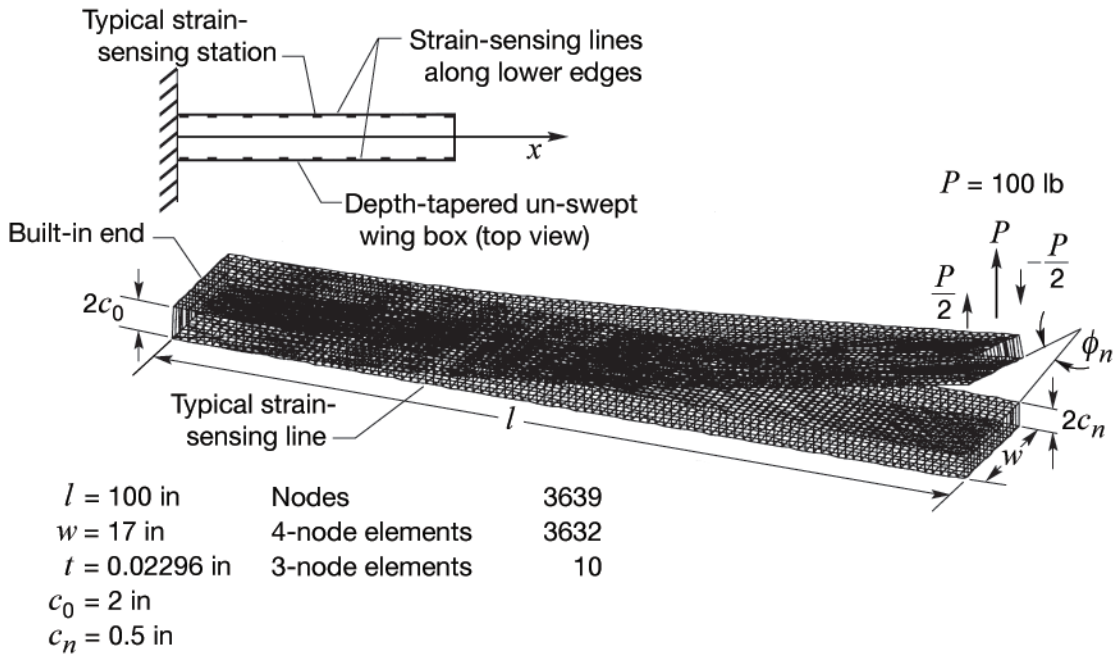 Typical strain-
sensing station
Strain-sensing lines
along lower edges
x
P = 100 lb
Depth-tapered un-swept
wing box (top view)
Built-in end
P
P/2
-P/2
2c₀
ϕₙ
Typical strain-
sensing line
l
2cₙ
w
l = 100 in Nodes 3639
w = 17 in 4-node elements 3632
t = 0.02296 in 3-node elements 10
c₀ = 2 in
cₙ = 0.5 in